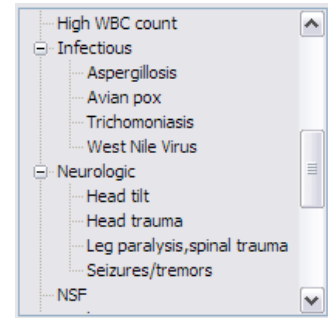 High WBC count
Infectious
Aspergillosis
Avian pox
Trichomoniasis
West Nile Virus
Neurologic
Head tilt
Head trauma
Leg paralysis,spinal trauma
Seizures/tremors
NSF